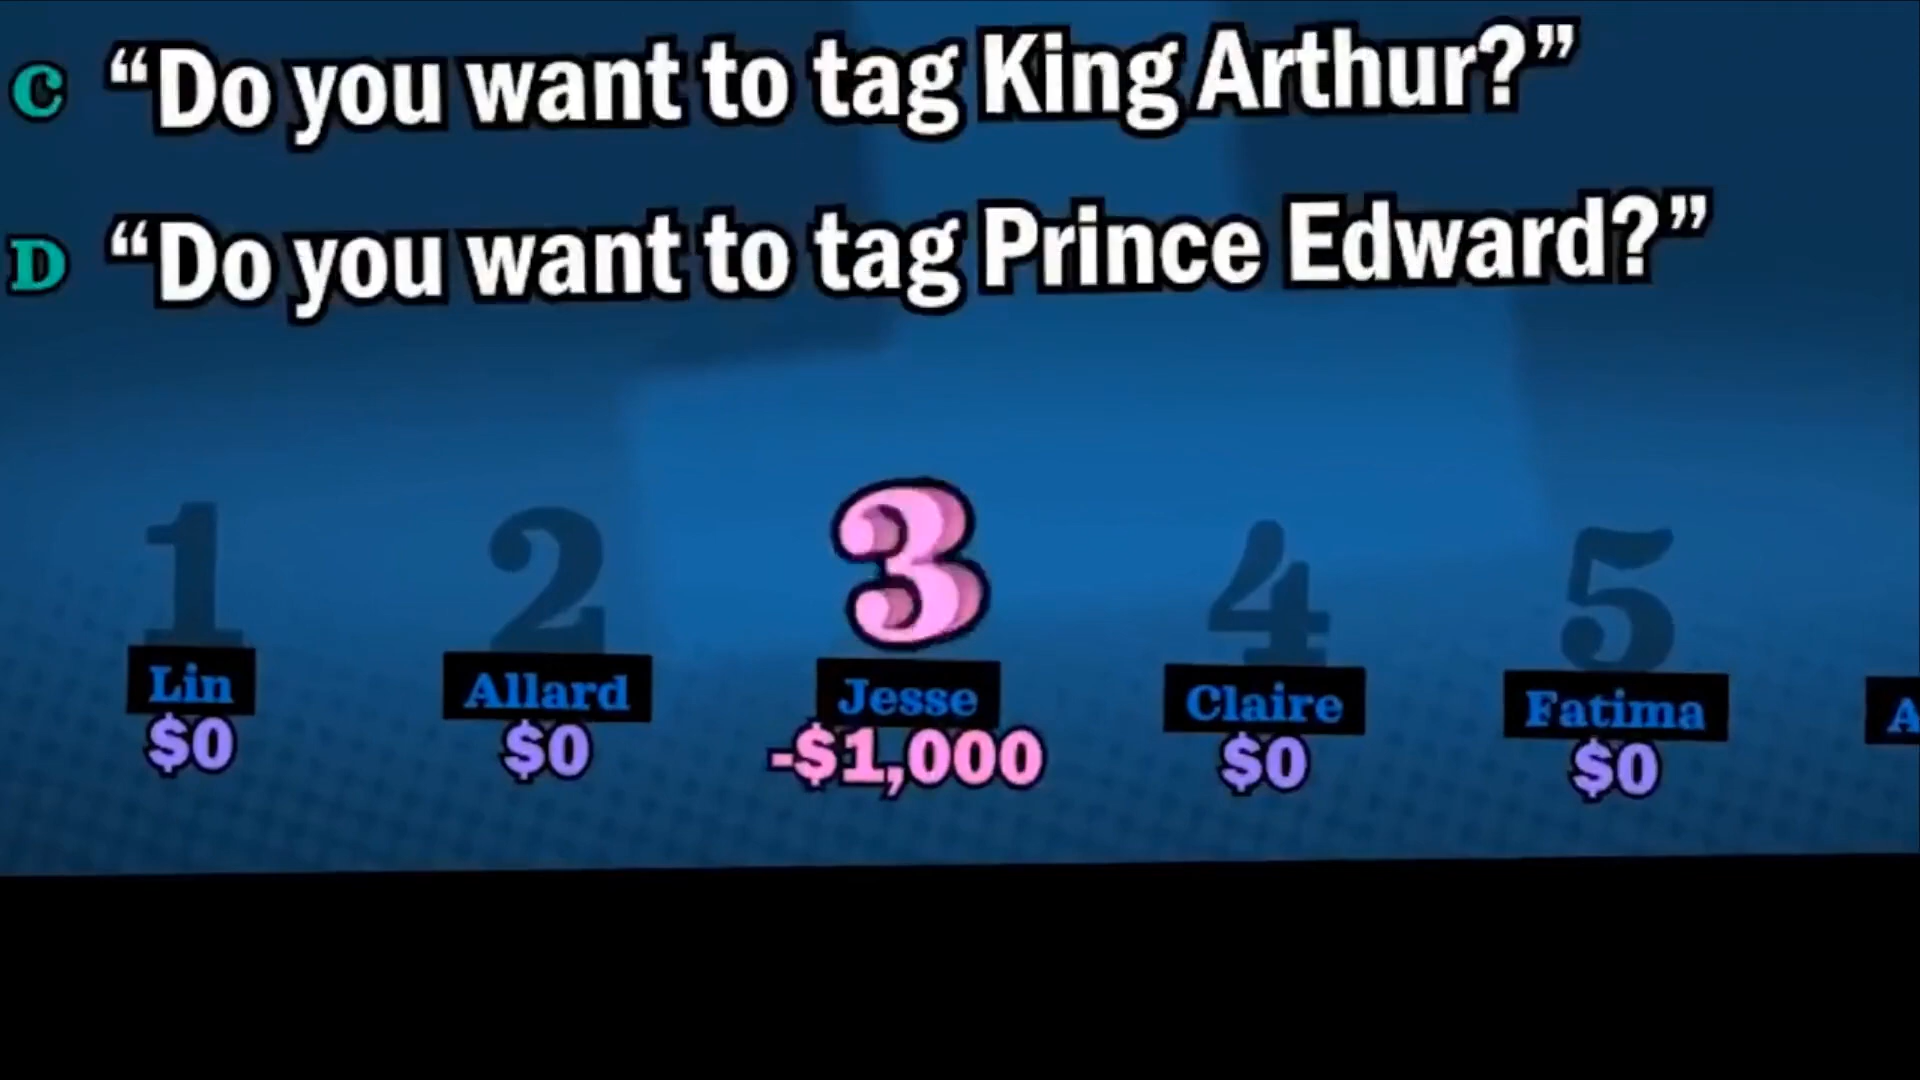 C “Do you want to tag King Arthur?”
D “Do you want to tag Prince Edward?”
1 2 3 4 5
Lin Allard Jesse Claire Fatima A
$0 $0 -$1,000 $0 $0